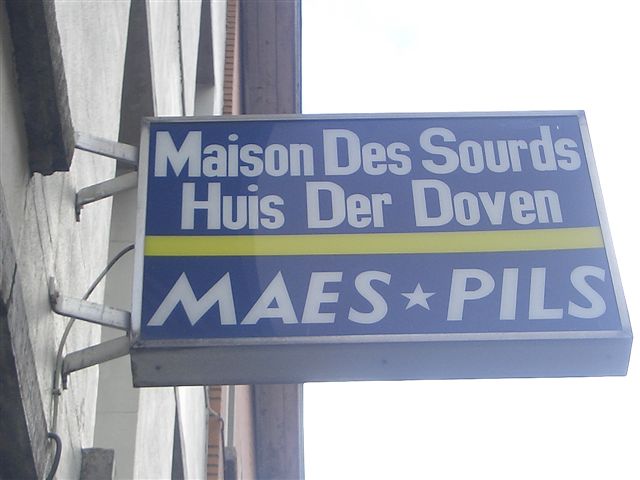 Maison Des Sourds
Huis Der Doven
MAES ★ PILS